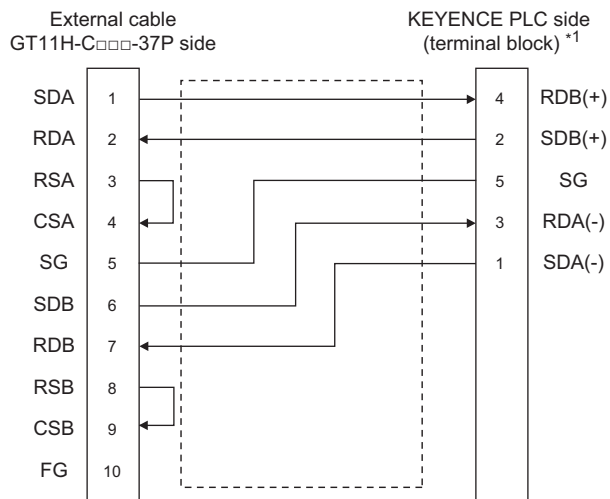 External cable
GT11H-C□□□-37P side
KEYENCE PLC side
(terminal block) *1
SDA 1 4 RDB(+)
RDA 2 2 SDB(+)
RSA 3 5 SG
CSA 4 3 RDA(-)
SG 5 1 SDA(-)
SDB 6
RDB 7
RSB 8
CSB 9
FG 10